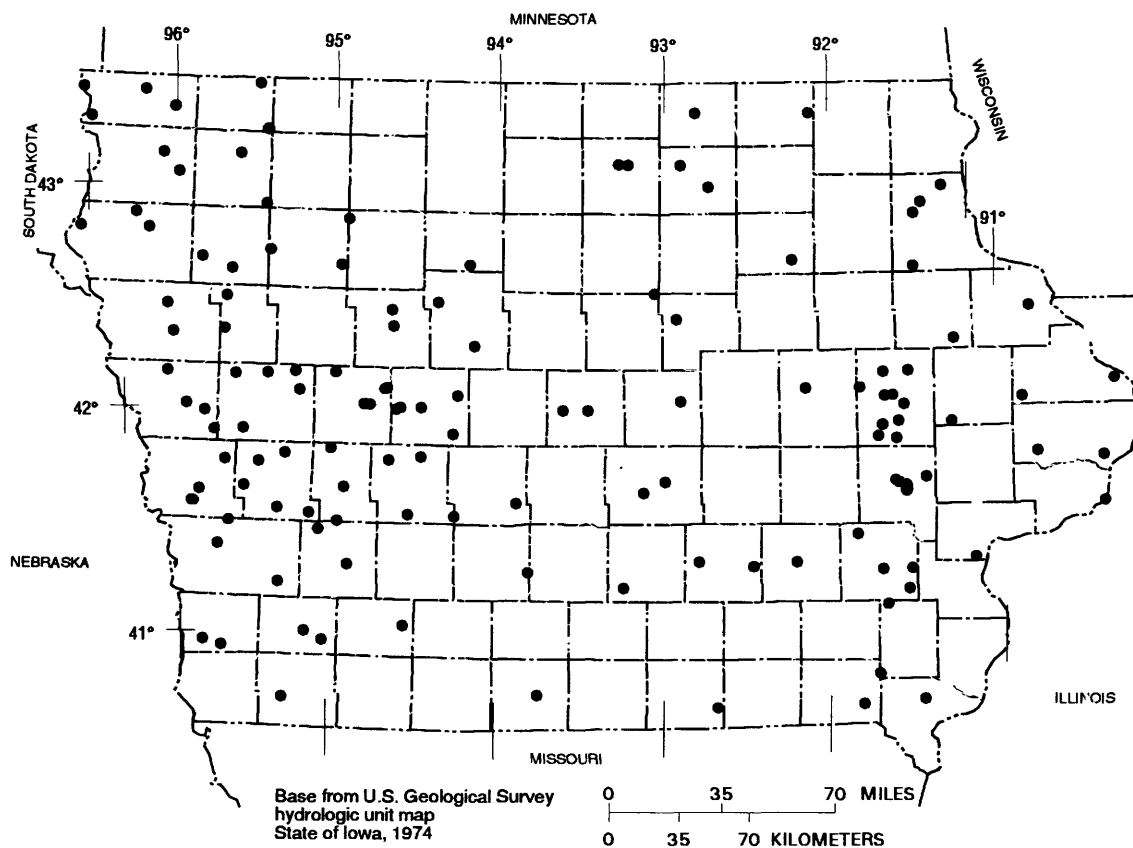 MINNESOTA
96°
95°
94°
93°
92°
WISCONSIN
SOUTH DAKOTA
43°
91°
42°
NEBRASKA
41°
ILLINOIS
MISSOURI
Base from U.S. Geological Survey
hydrologic unit map
State of Iowa, 1974
0 35 70 MILES
0 35 70 KILOMETERS